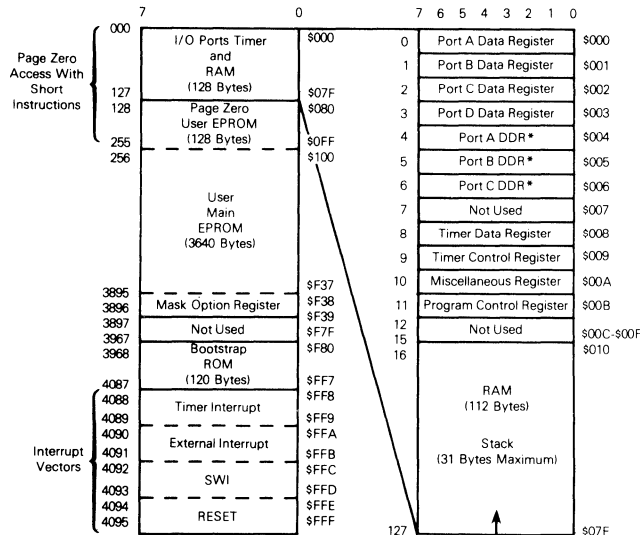 7 0
000
Page Zero
Access With
Short
Instructions
127
128
255
256
3895
3896
3897
3967
3968
4087
4088
4089
4090
4091
4092
4093
4094
4095
Interrupt
Vectors
I/O Ports Timer
and
RAM
(128 Bytes)
Page Zero
User EPROM
(128 Bytes)
User
Main
EPROM
(3640 Bytes)
Mask Option Register
Not Used
Bootstrap
ROM
(120 Bytes)
Timer Interrupt
External Interrupt
SWI
RESET
$000
$07F
$080
$0FF
$100
$F37
$F38
$F39
$F7F
$F80
$FF7
$FF8
$FF9
$FFA
$FFB
$FFC
$FFD
$FFE
$FFF
7 6 5 4 3 2 1 0
0 Port A Data Register $000
1 Port B Data Register $001
2 Port C Data Register $002
3 Port D Data Register $003
4 Port A DDR* $004
5 Port B DDR* $005
6 Port C DDR* $006
7 Not Used $007
8 Timer Data Register $008
9 Timer Control Register $009
10 Miscellaneous Register $00A
11 Program Control Register $00B
12
15 Not Used $00C-$00F
16 $010
RAM
(112 Bytes)
Stack
(31 Bytes Maximum)
127 $07F